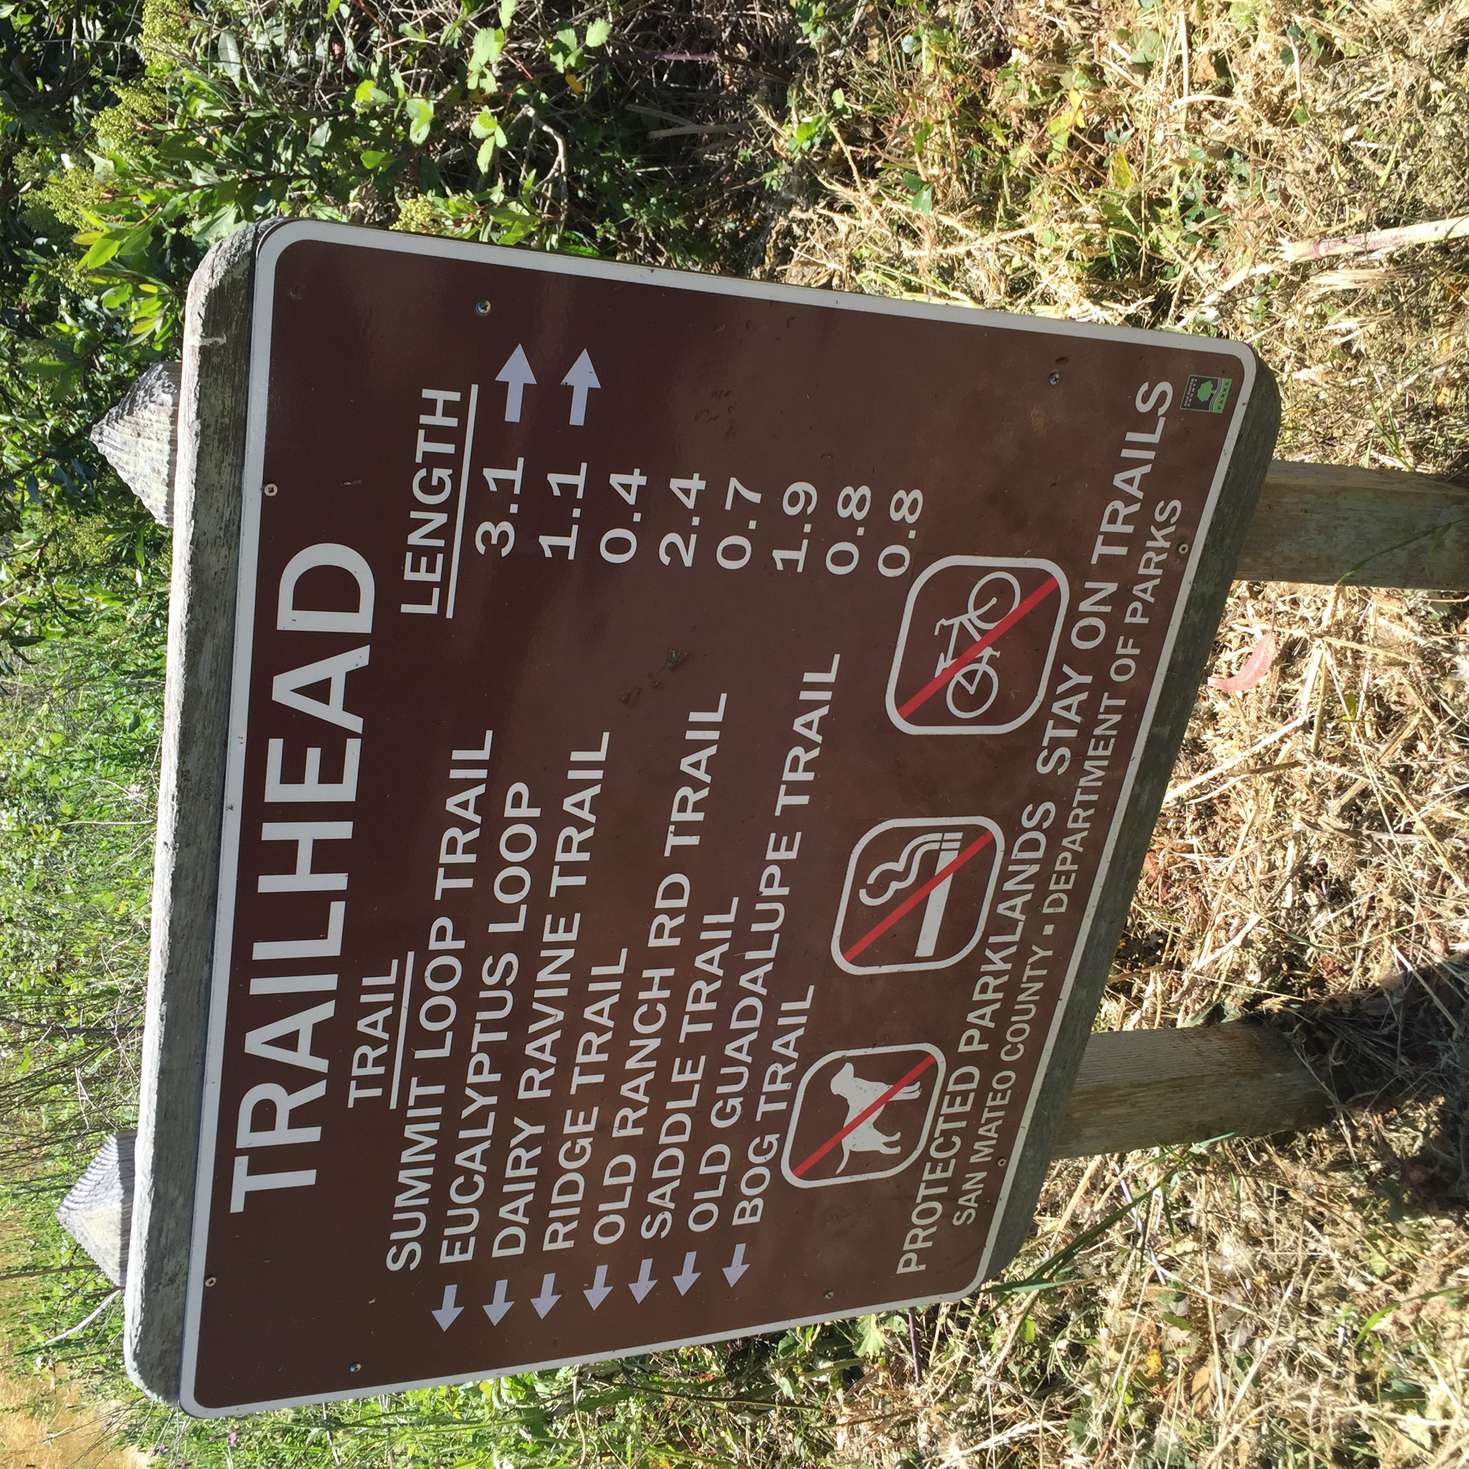 TRAILHEAD
TRAIL LENGTH
SUMMIT LOOP TRAIL 3.1
EUCALYPTUS LOOP 1.1
DAIRY RAVINE TRAIL 0.4
RIDGE TRAIL 2.4
OLD RANCH RD TRAIL 0.7
SADDLE TRAIL 1.9
OLD GUADALUPE TRAIL 0.8
BOG TRAIL 0.8
PROTECTED PARKLANDS STAY ON TRAILS
SAN MATEO COUNTY ▪ DEPARTMENT OF PARKS
PARKS